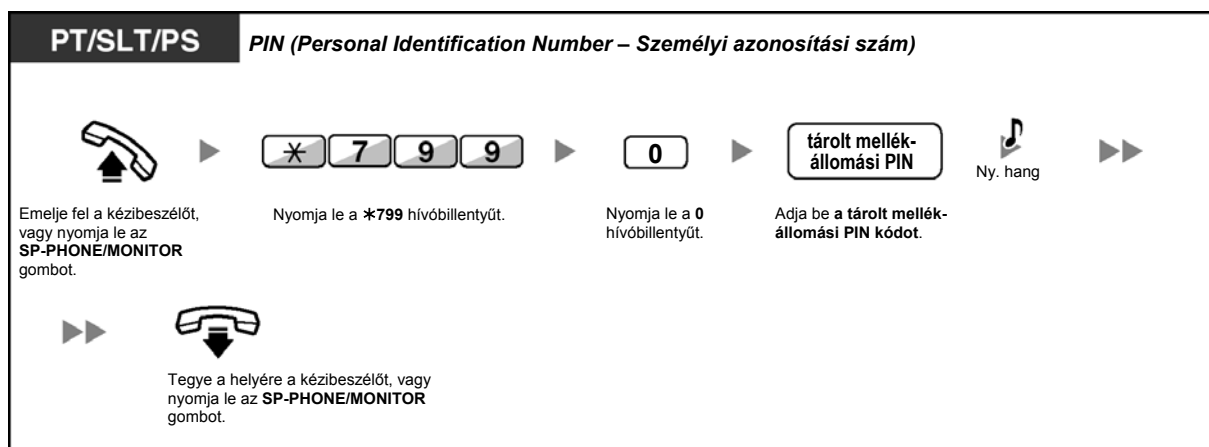 PT/SLT/PS
PIN (Personal Identification Number – Személyi azonosítási szám)
✳ 7 9 9
0
tárolt mellék-
állomási PIN
Ny. hang
Emelje fel a kézibeszélőt,
vagy nyomja le az
SP-PHONE/MONITOR
gombot.
Nyomja le a ✳799 hívóbillentyűt.
Nyomja le a 0
hívóbillentyűt.
Adja be a tárolt mellék-
állomási PIN kódot.
Tegye a helyére a kézibeszélőt, vagy
nyomja le az SP-PHONE/MONITOR
gombot.